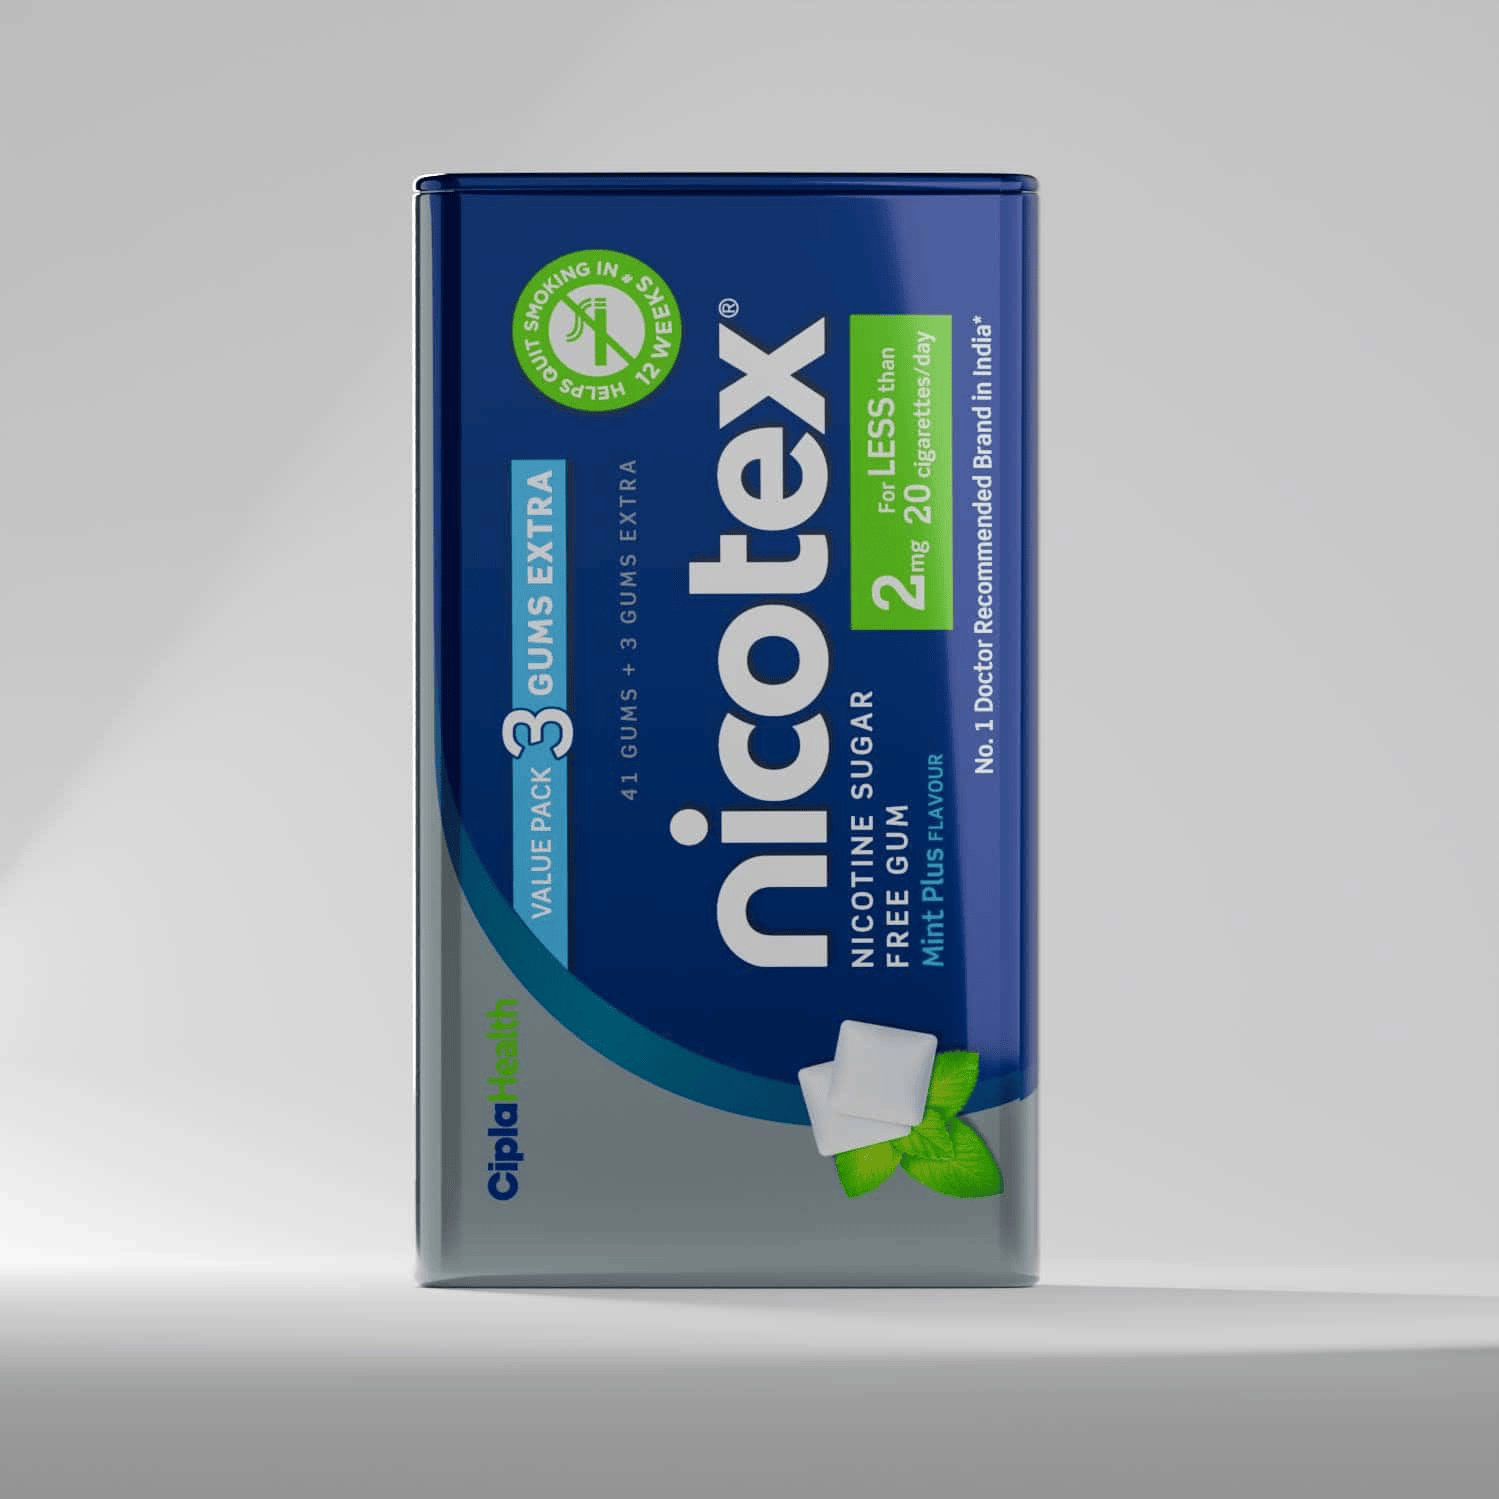 CiplaHealth
VALUE PACK 3 GUMS EXTRA
HELPS QUIT SMOKING IN # 12 WEEKS
41 GUMS + 3 GUMS EXTRA
nicotex®
NICOTINE SUGAR
FREE GUM
Mint Plus FLAVOUR
2mg
For LESS than
20 cigarettes/day
No. 1 Doctor Recommended Brand in India*